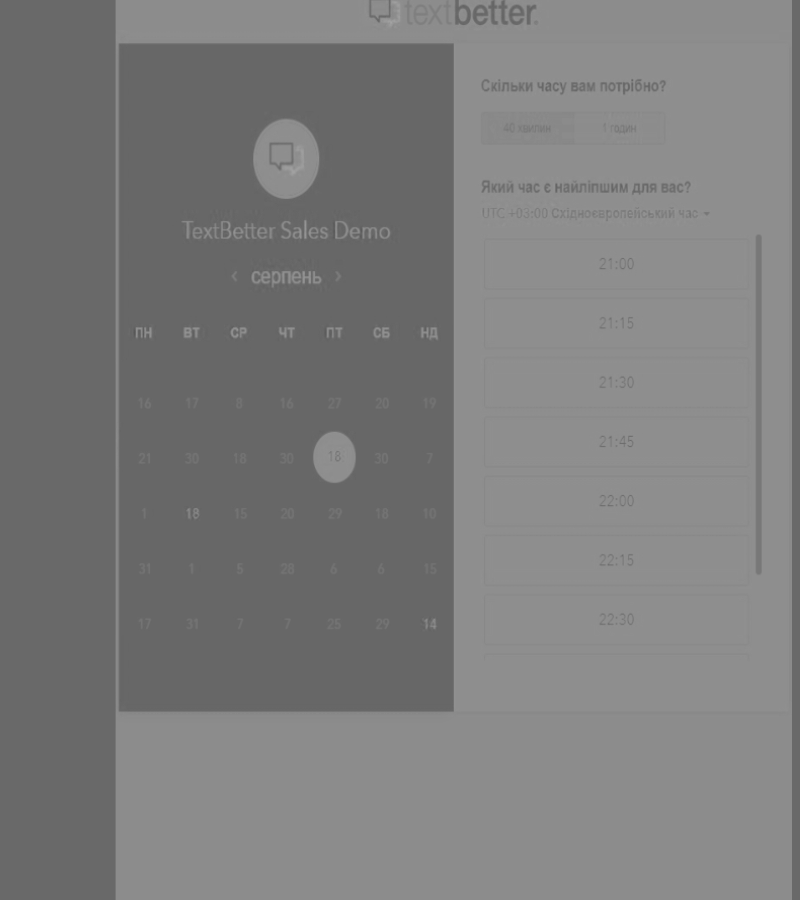 textbetter.
TextBetter Sales Demo
‹ серпень ›
ПН ВТ СР ЧТ ПТ СБ НД
16 17 8 16 27 20 19
21 30 18 30 18 30 7
1 18 15 20 29 18 10
31 1 5 28 6 6 15
17 31 7 7 25 29 14
Скільки часу вам потрібно?
40 хвилин 1 годин
Який час є найліпшим для вас?
UTC +03:00 Східноєвропейський час
21:00
21:15
21:30
21:45
22:00
22:15
22:30